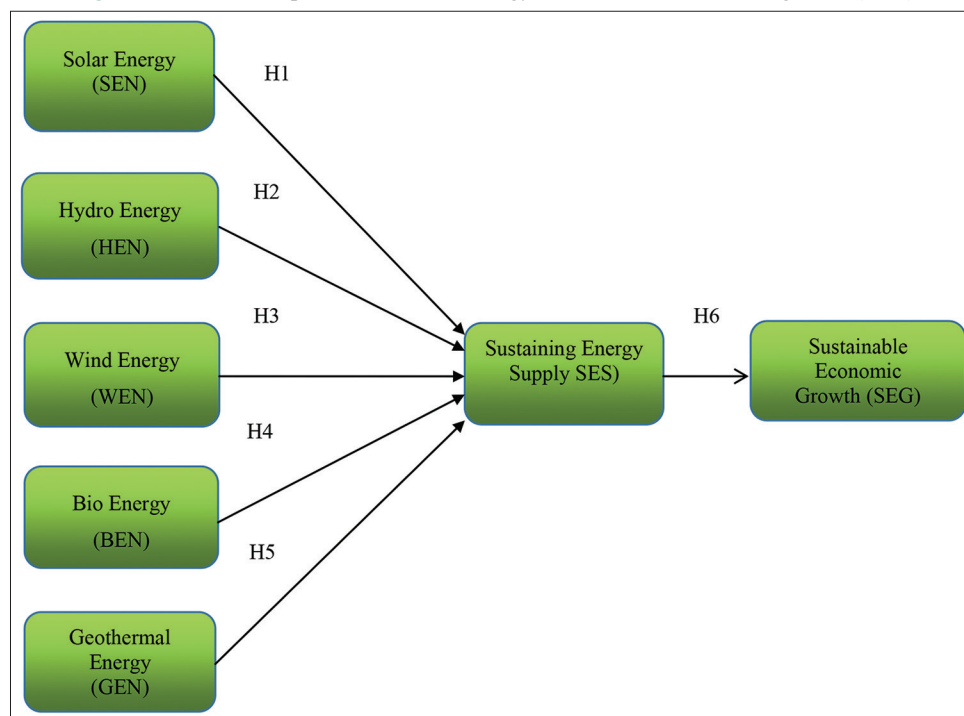 Solar Energy
(SEN)
H1
Hydro Energy
(HEN)
H2
Wind Energy
(WEN)
H3
Bio Energy
(BEN)
H4
Geothermal
Energy
(GEN)
H5
Sustaining Energy
Supply SES)
H6
Sustainable
Economic
Growth (SEG)